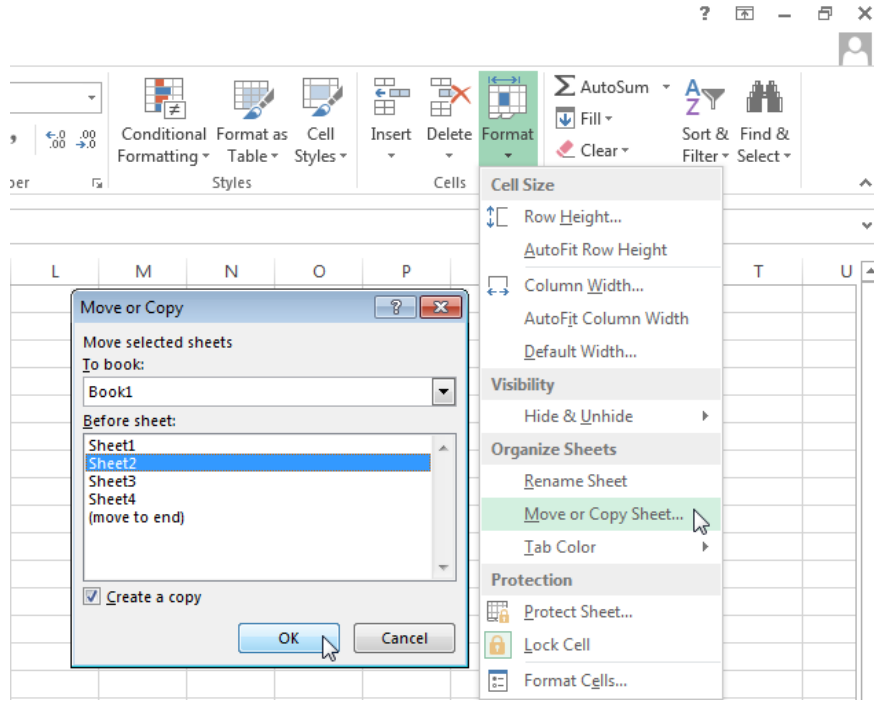 ?
AutoSum
Fill
Clear
Conditional Formatting
Format as Table
Cell Styles
Insert
Delete
Format
Sort & Filter
Find & Select
Styles
Cells
L M N O P T U
Cell Size
Row Height...
AutoFit Row Height
Column Width...
AutoFit Column Width
Default Width...
Visibility
Hide & Unhide
Organize Sheets
Rename Sheet
Move or Copy Sheet...
Tab Color
Protection
Protect Sheet...
Lock Cell
Format Cells...
Move or Copy
?
Move selected sheets
To book:
Book1
Before sheet:
Sheet1
Sheet2
Sheet3
Sheet4
(move to end)
Create a copy
OK
Cancel